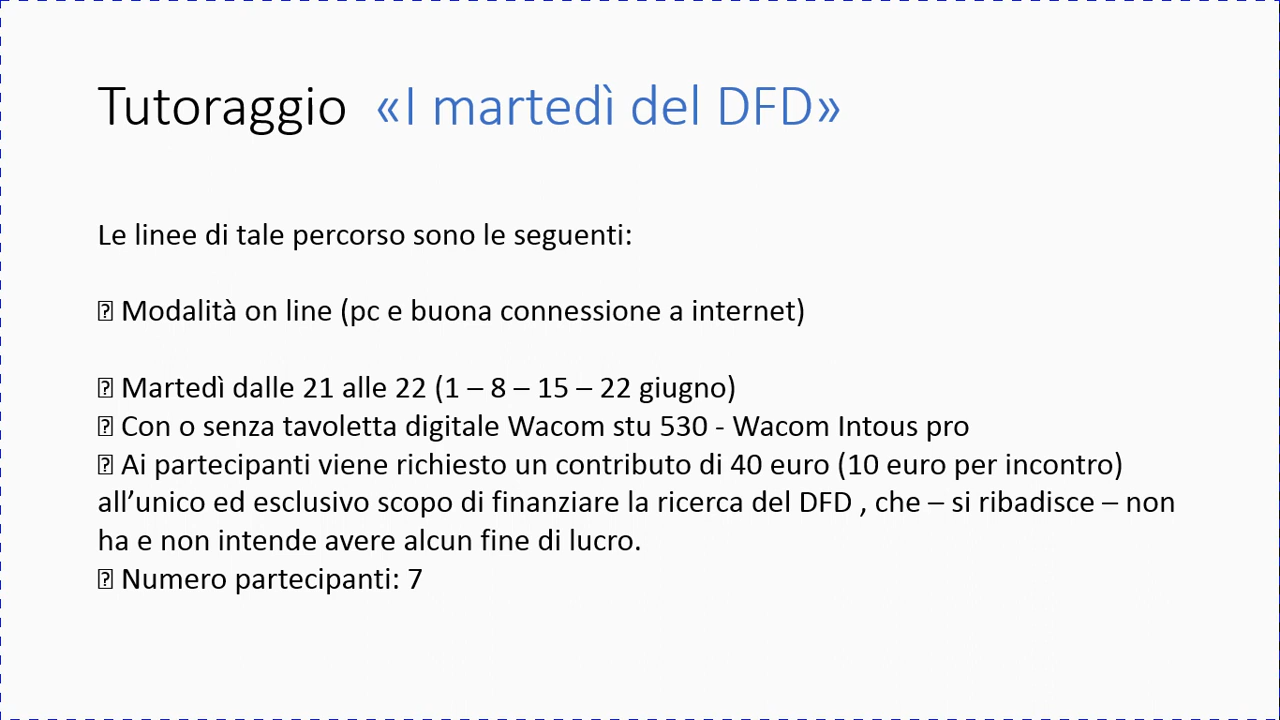 Tutoraggio «I martedì del DFD»
Le linee di tale percorso sono le seguenti:
⍰ Modalità on line (pc e buona connessione a internet)
⍰ Martedì dalle 21 alle 22 (1 – 8 – 15 – 22 giugno)
⍰ Con o senza tavoletta digitale Wacom stu 530 - Wacom Intous pro
⍰ Ai partecipanti viene richiesto un contributo di 40 euro (10 euro per incontro)
all’unico ed esclusivo scopo di finanziare la ricerca del DFD , che – si ribadisce – non
ha e non intende avere alcun fine di lucro.
⍰ Numero partecipanti: 7